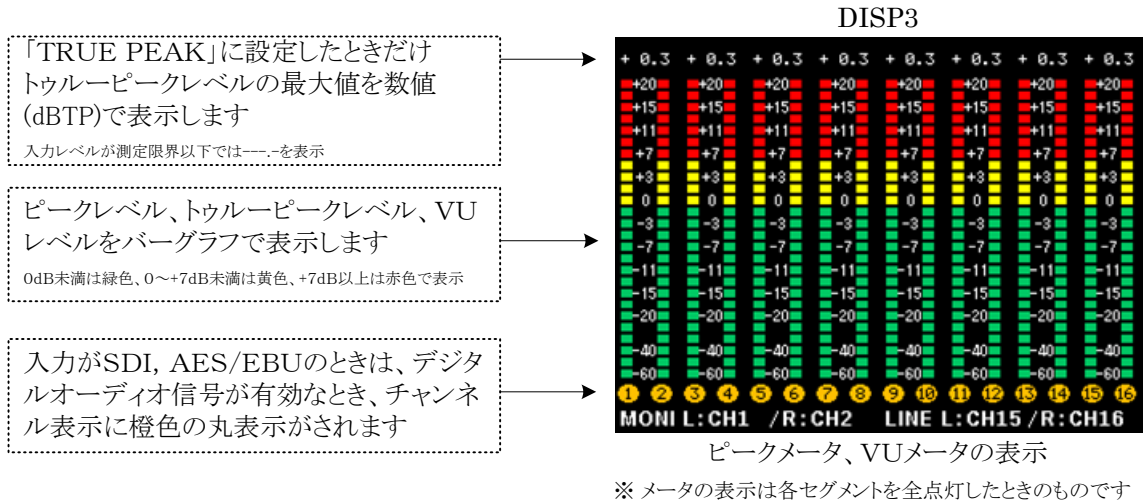 DISP3
「TRUE PEAK」に設定したときだけ
トゥルーピークレベルの最大値を数値
(dBTP)で表示します
入力レベルが測定限界以下では---.-を表示
ピークレベル、トゥルーピークレベル、VU
レベルをバーグラフで表示します
0dB未満は緑色、0～+7dB未満は黄色、+7dB以上は赤色で表示
入力がSDI, AES/EBUのときは、デジタ
ルオーディオ信号が有効なとき、チャンネ
ル表示に橙色の丸表示がされます
+ 0.3 + 0.3 + 0.3 + 0.3 + 0.3 + 0.3 + 0.3 + 0.3
+20 +20 +20 +20 +20 +20 +20 +20
+15 +15 +15 +15 +15 +15 +15 +15
+11 +11 +11 +11 +11 +11 +11 +11
+7 +7 +7 +7 +7 +7 +7 +7
+3 +3 +3 +3 +3 +3 +3 +3
0 0 0 0 0 0 0 0
-3 -3 -3 -3 -3 -3 -3 -3
-7 -7 -7 -7 -7 -7 -7 -7
-11 -11 -11 -11 -11 -11 -11 -11
-15 -15 -15 -15 -15 -15 -15 -15
-20 -20 -20 -20 -20 -20 -20 -20
-40 -40 -40 -40 -40 -40 -40 -40
-60 -60 -60 -60 -60 -60 -60 -60
1 2 3 4 5 6 7 8 9 10 11 12 13 14 15 16
MONI L:CH1 /R:CH2 LINE L:CH15 /R:CH16
ピークメータ、VUメータの表示
※ メータの表示は各セグメントを全点灯したときのものです